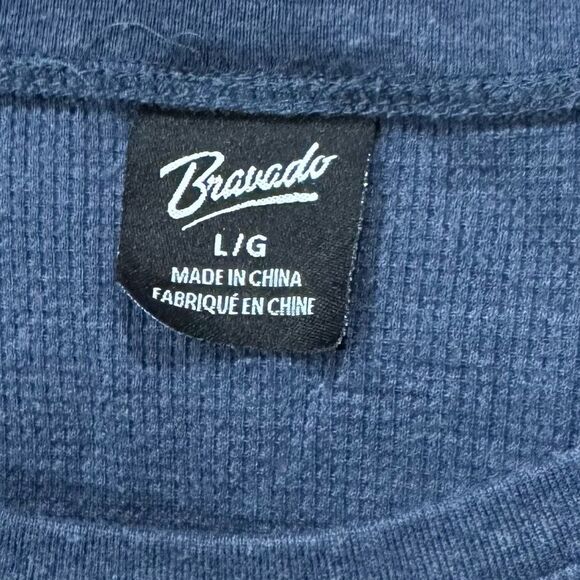 Bravado
L/G
MADE IN CHINA
FABRIQUÉ EN CHINE